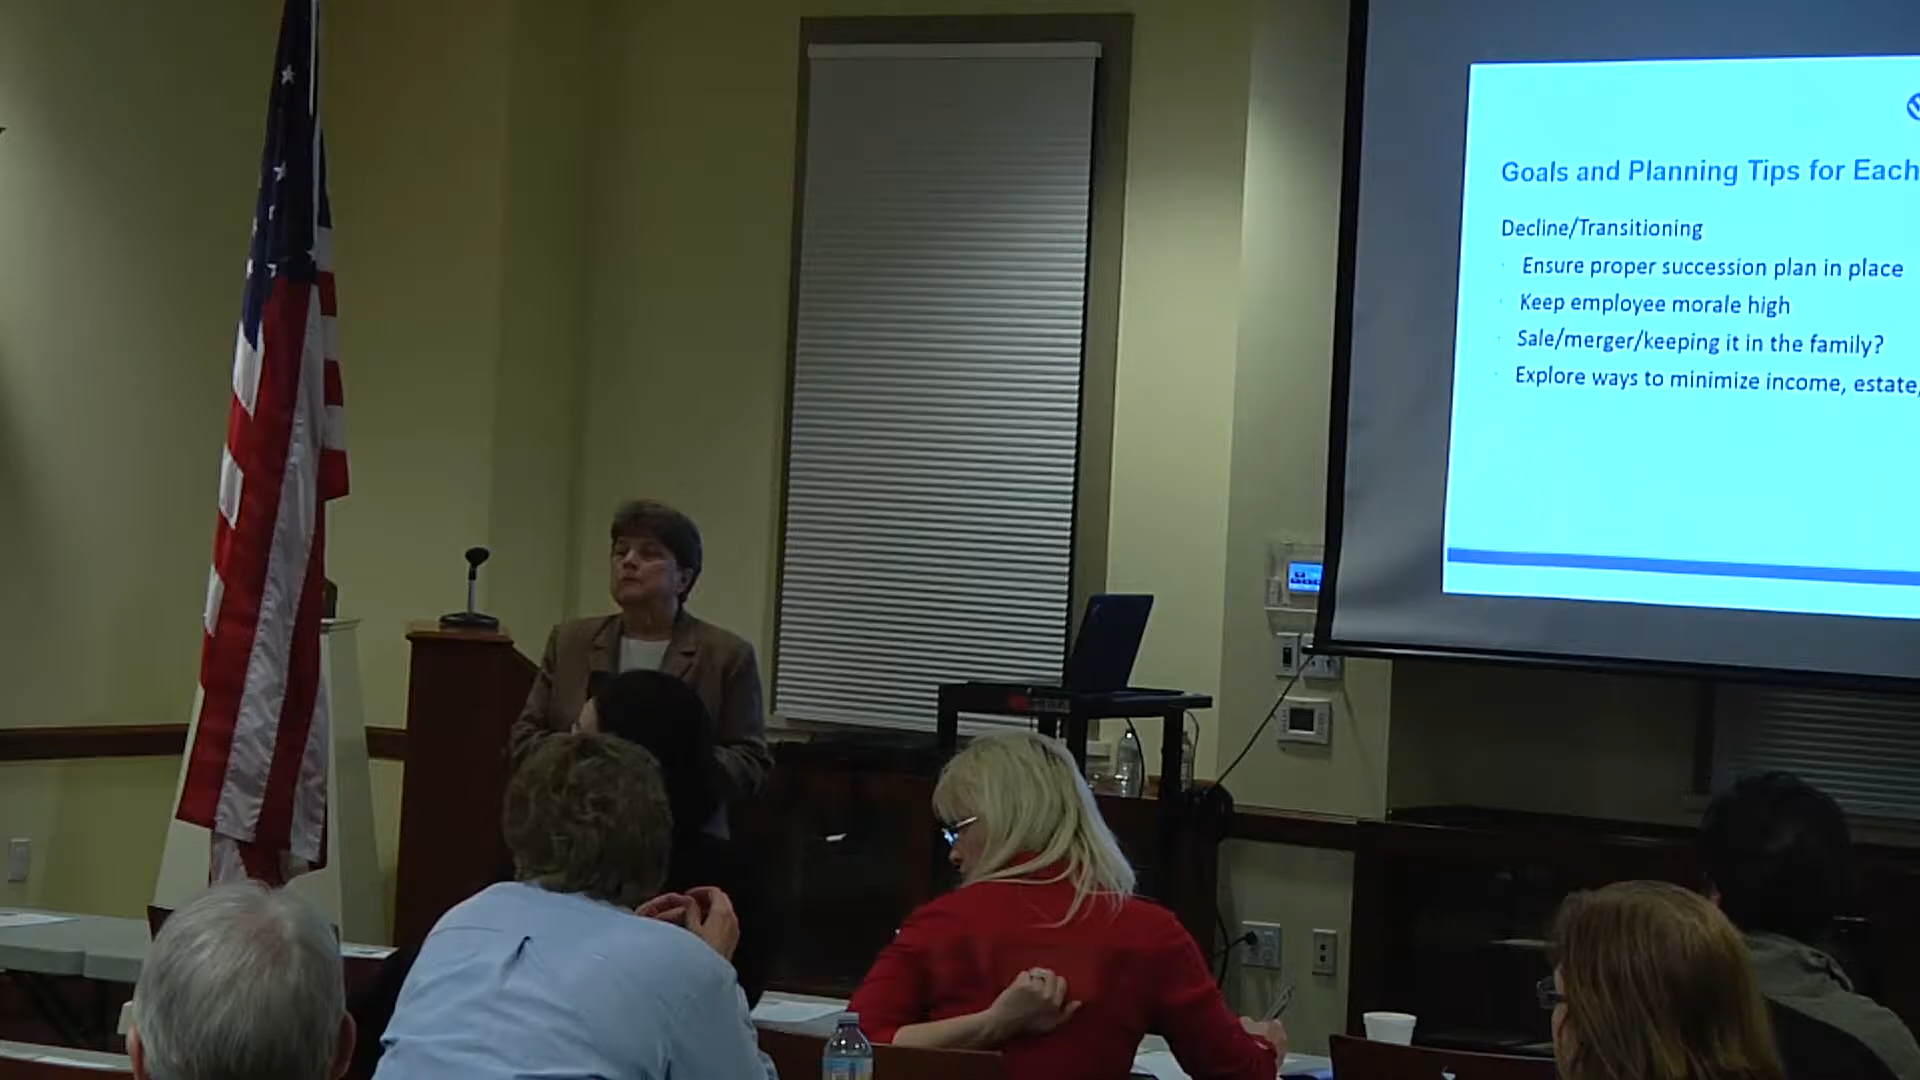 Goals and Planning Tips for Each
Decline/Transitioning
Ensure proper succession plan in place
Keep employee morale high
Sale/merger/keeping it in the family?
Explore ways to minimize income, estate,